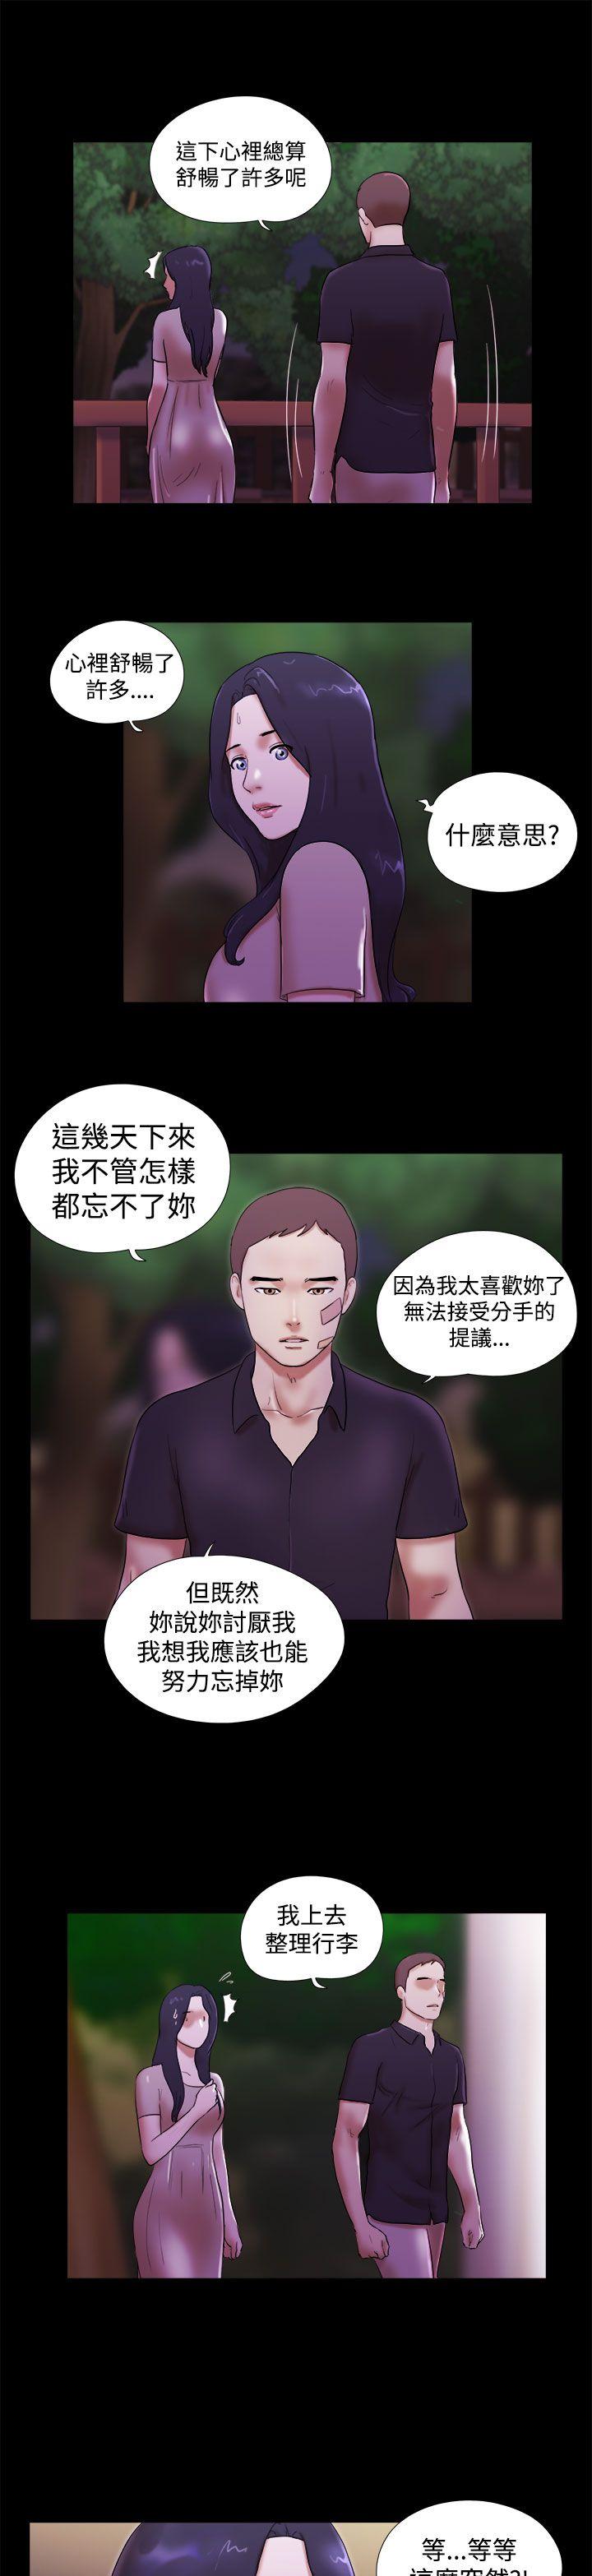 這下心裡總算
舒暢了許多呢
心裡舒暢了
許多....
什麼意思?
這幾天下來
我不管怎樣
都忘不了妳
因為我太喜歡妳了
無法接受分手的
提議...
但既然
妳說妳討厭我
我想我應該也能
努力忘掉妳
我上去
整理行李
等...等等
這麼突然?!